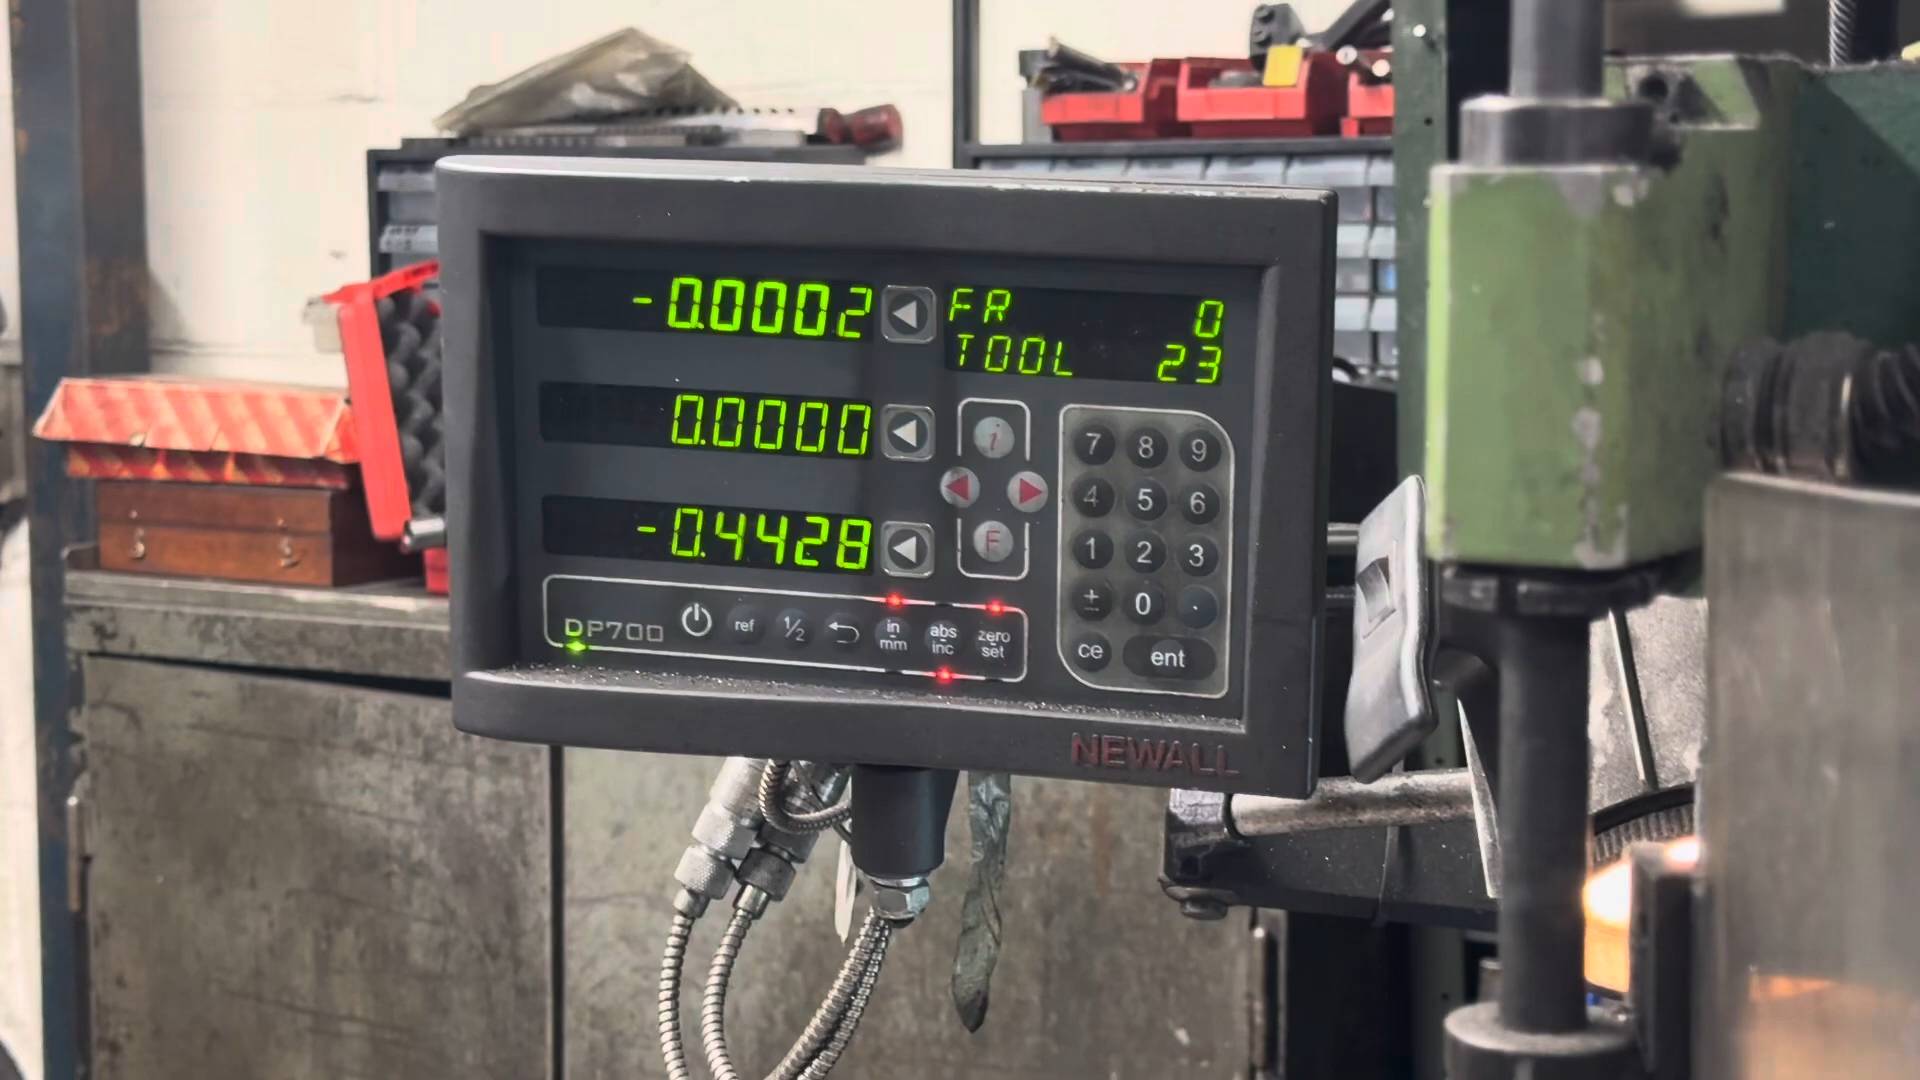 -0.0002
FR 0
TOOL 23
0.0000
-0.4428
i
F
7 8 9
4 5 6
1 2 3
± 0 .
ce ent
DP700 ref 1/2 in mm abs inc zero set
NEWALL